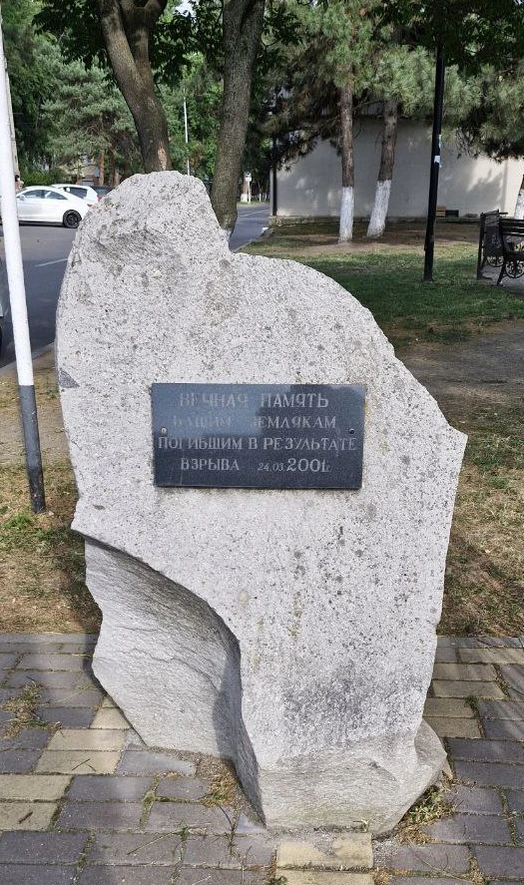 ВЕЧНАЯ ПАМЯТЬ
НАШИМ ЗЕМЛЯКАМ
ПОГИБШИМ В РЕЗУЛЬТАТЕ
ВЗРЫВА 24.03.2001г.